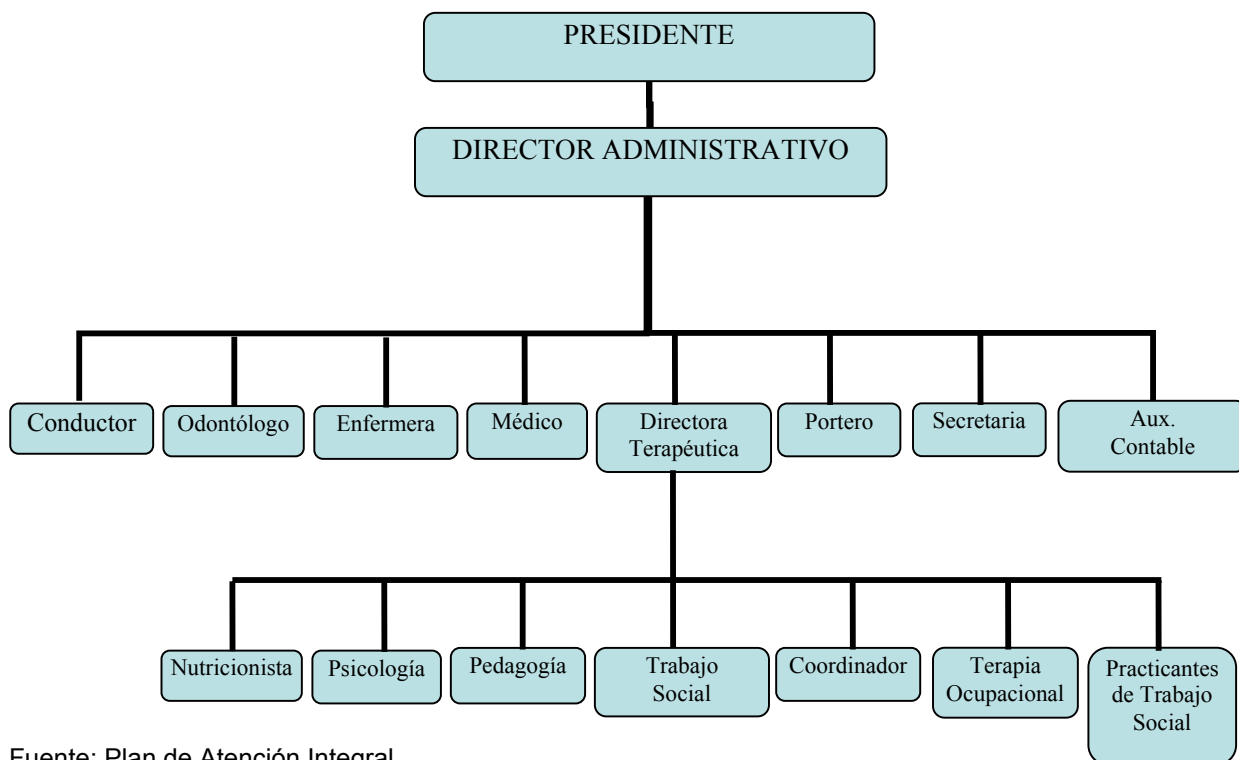 PRESIDENTE
DIRECTOR ADMINISTRATIVO
Conductor
Odontólogo
Enfermera
Médico
Directora
Terapéutica
Portero
Secretaria
Aux.
Contable
Nutricionista
Psicología
Pedagogía
Trabajo
Social
Coordinador
Terapia
Ocupacional
Practicantes
de Trabajo
Social
Fuente: Plan de Atención Integral